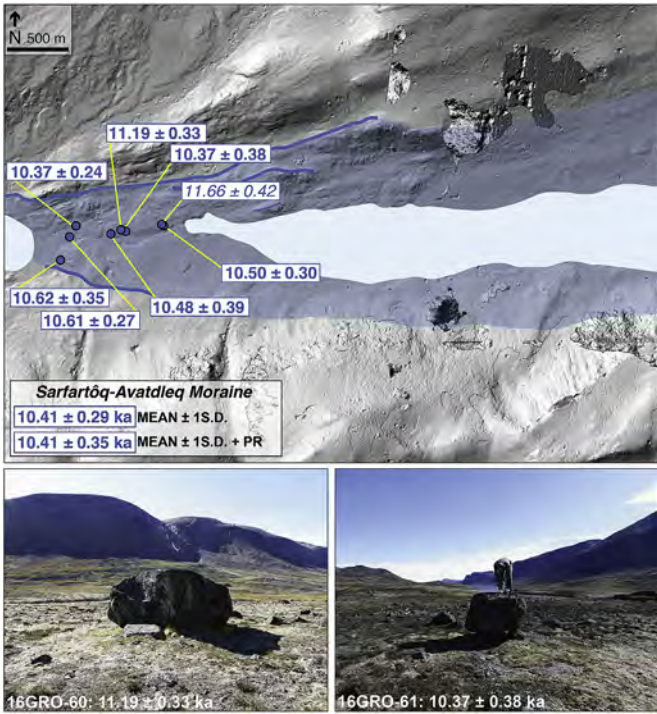 N 500 m
11.19 ± 0.33
10.37 ± 0.38
10.37 ± 0.24
11.66 ± 0.42
10.50 ± 0.30
10.62 ± 0.35
10.48 ± 0.39
10.61 ± 0.27
Sarfartôq-Avatdleq Moraine
10.41 ± 0.29 ka MEAN ± 1S.D.
10.41 ± 0.35 ka MEAN ± 1S.D. + PR
16GRO-60: 11.19 ± 0.33 ka
16GRO-61: 10.37 ± 0.38 ka